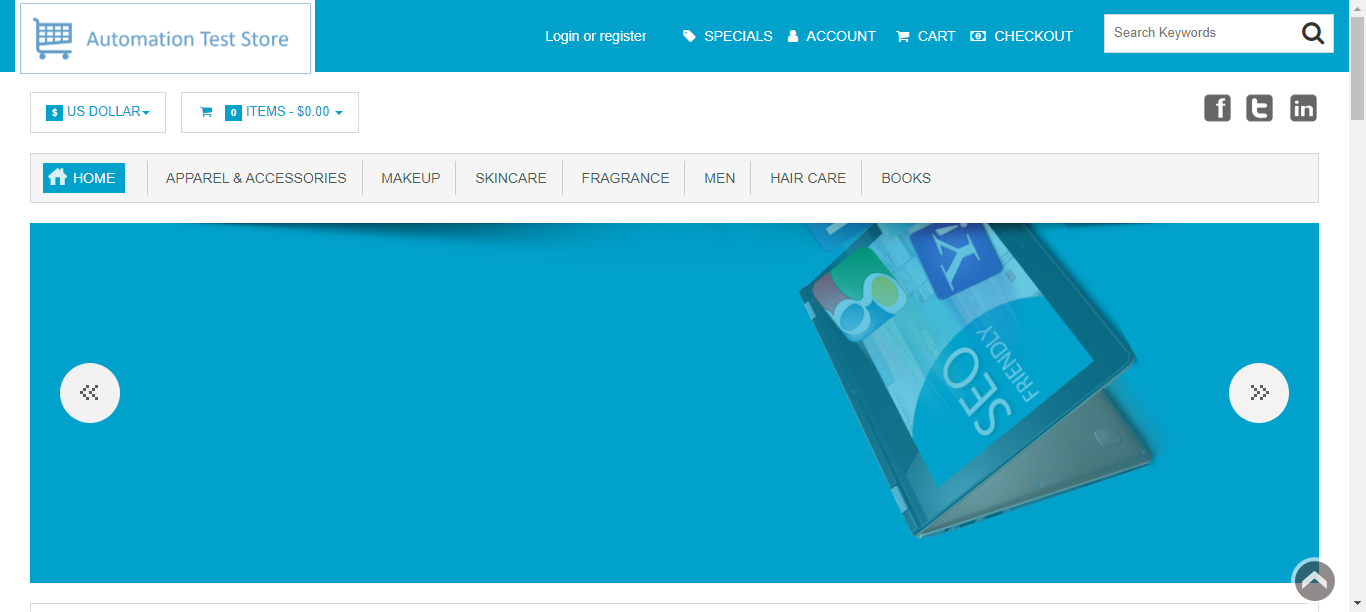 Automation Test Store
Login or register
SPECIALS
ACCOUNT
CART
CHECKOUT
Search Keywords
$ US DOLLAR
0 ITEMS - $0.00
HOME
APPAREL & ACCESSORIES
MAKEUP
SKINCARE
FRAGRANCE
MEN
HAIR CARE
BOOKS
SEO
FRIENDLY